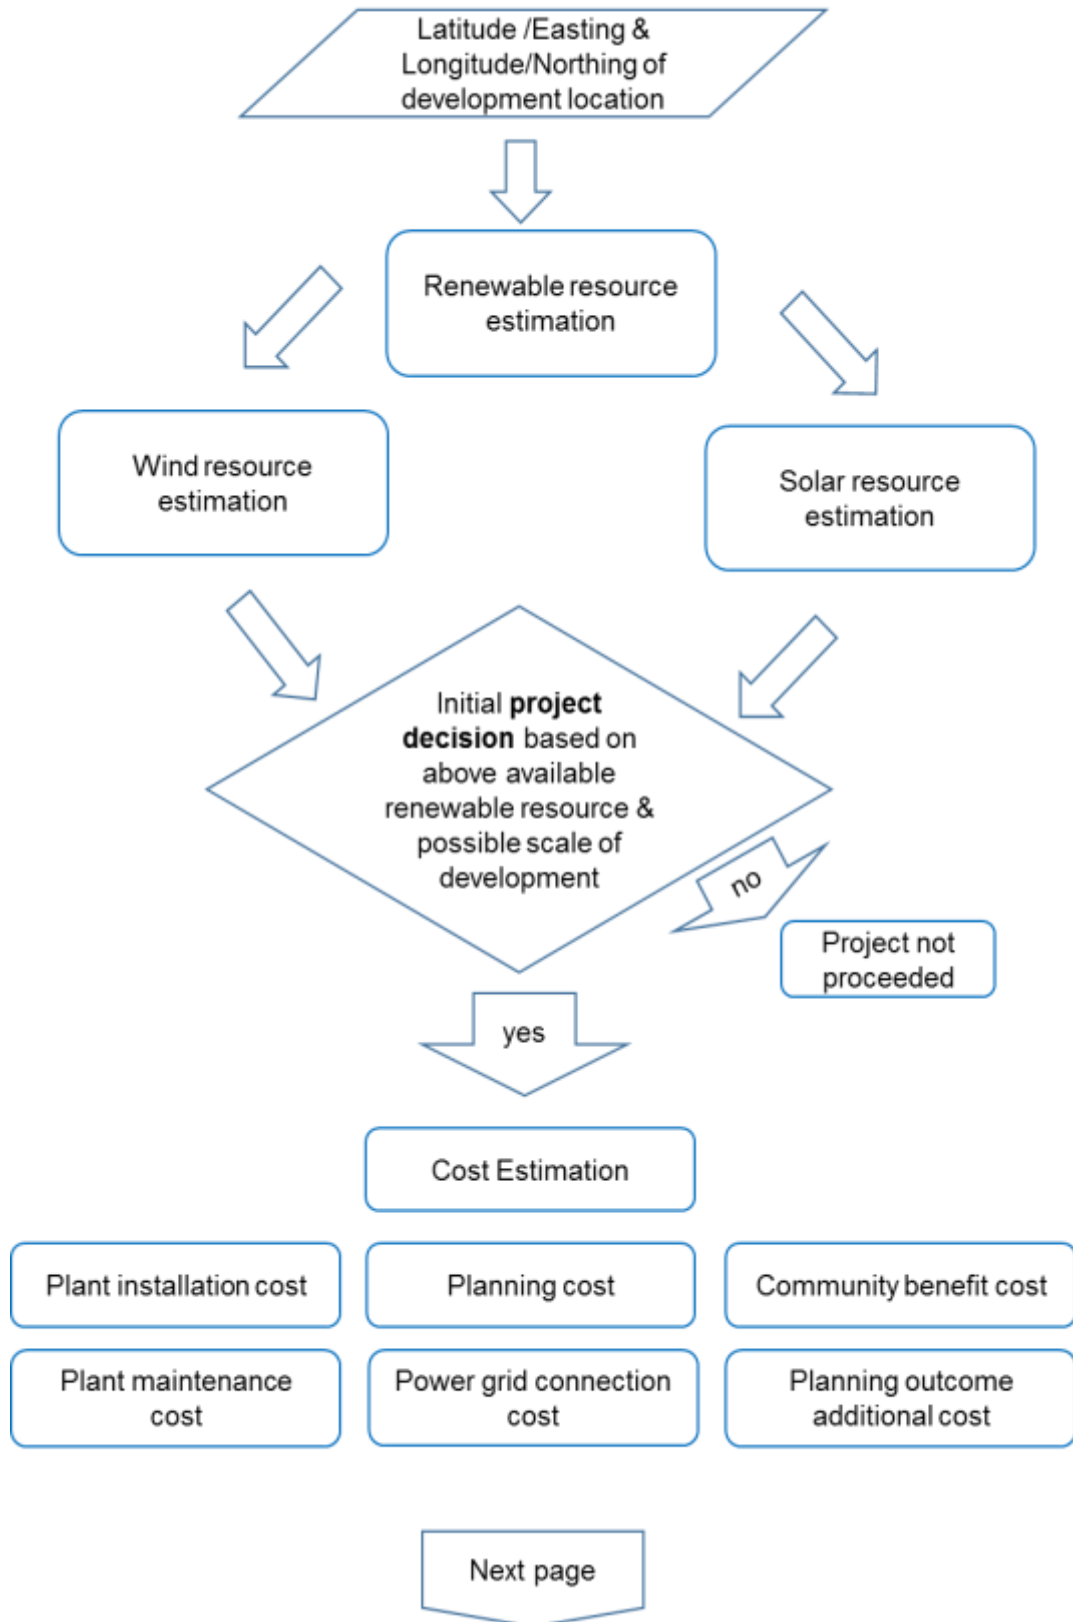 Latitude /Easting &
Longitude/Northing of
development location
Renewable resource
estimation
Wind resource
estimation
Solar resource
estimation
Initial project
decision based on
above available
renewable resource &
possible scale of
development
no
Project not
proceeded
yes
Cost Estimation
Plant installation cost
Planning cost
Community benefit cost
Plant maintenance
cost
Power grid connection
cost
Planning outcome
additional cost
Next page